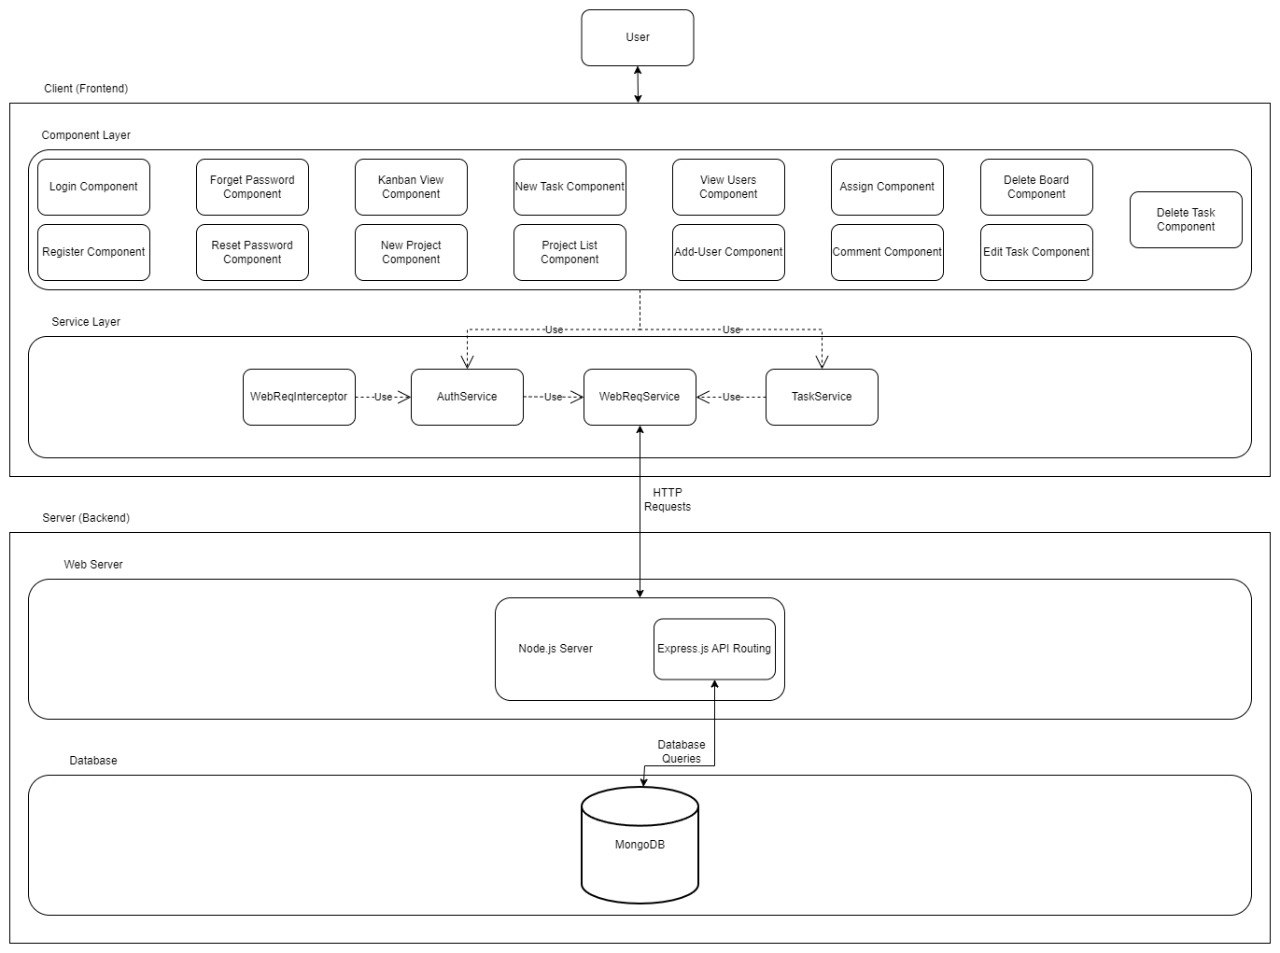 User
Client (Frontend)
Component Layer
Login Component
Forget Password
Component
Kanban View
Component
New Task Component
View Users
Component
Assign Component
Delete Board
Component
Delete Task
Component
Register Component
Reset Password
Component
New Project
Component
Project List
Component
Add-User Component
Comment Component
Edit Task Component
Service Layer
Use
Use
WebReqInterceptor
Use
AuthService
Use
WebReqService
Use
TaskService
HTTP
Requests
Server (Backend)
Web Server
Node.js Server
Express.js API Routing
Database
Queries
Database
MongoDB